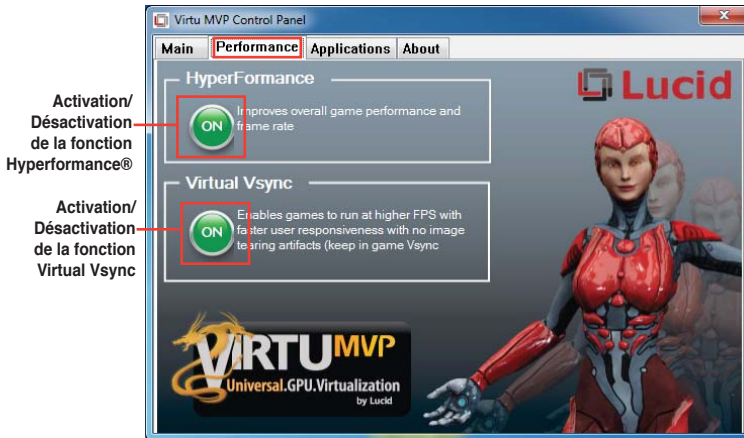 Virtu MVP Control Panel
x
Main Performance Applications About
HyperFormance
Lucid
Activation/
Désactivation
de la fonction
Hyperformance®
ON
Improves overall game performance and
frame rate
Virtual Vsync
Activation/
Désactivation
de la fonction
Virtual Vsync
ON
Enables games to run at higher FPS with
faster user responsiveness with no image
tearing artifacts (keep in game Vsync
VIRTU MVP
Universal.GPU.Virtualization
by Lucid